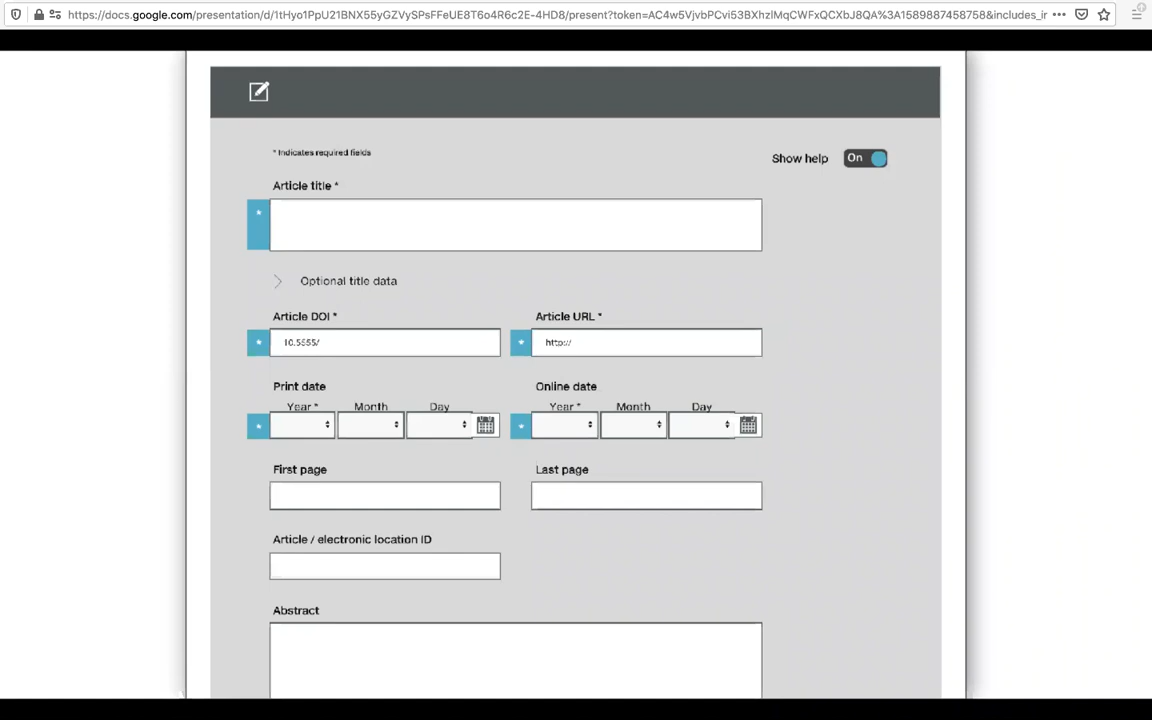 https://docs.google.com/presentation/d/1tHyo1PpU21BNX55yGZVySPsFFeUE8T6o4R6c2E-4HD8/present?token=AC4w5VjvbPCvi53BXhzlMqCWFxQCXbJ8QA%3A1589887458758&includes_ir
* Indicates required fields
Show help On
Article title *
*
Optional title data
Article DOI * Article URL *
* 10.5555/ * http://
Print date Online date
Year * Month Day Year * Month Day
* *
First page Last page
Article / electronic location ID
Abstract